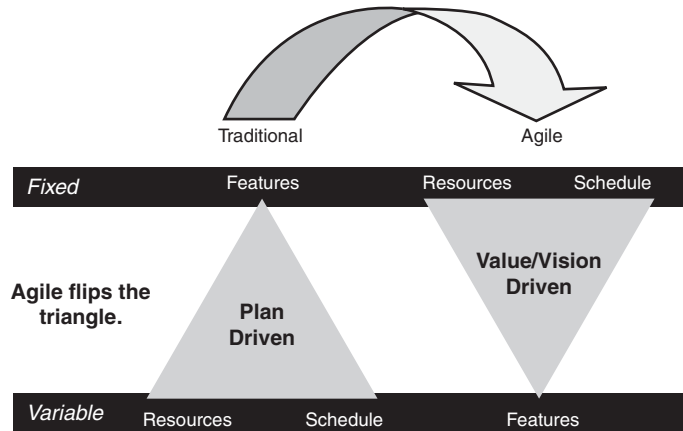 Traditional Agile
Fixed Features Resources Schedule
Agile flips the
triangle.
Plan
Driven
Value/Vision
Driven
Variable Resources Schedule Features